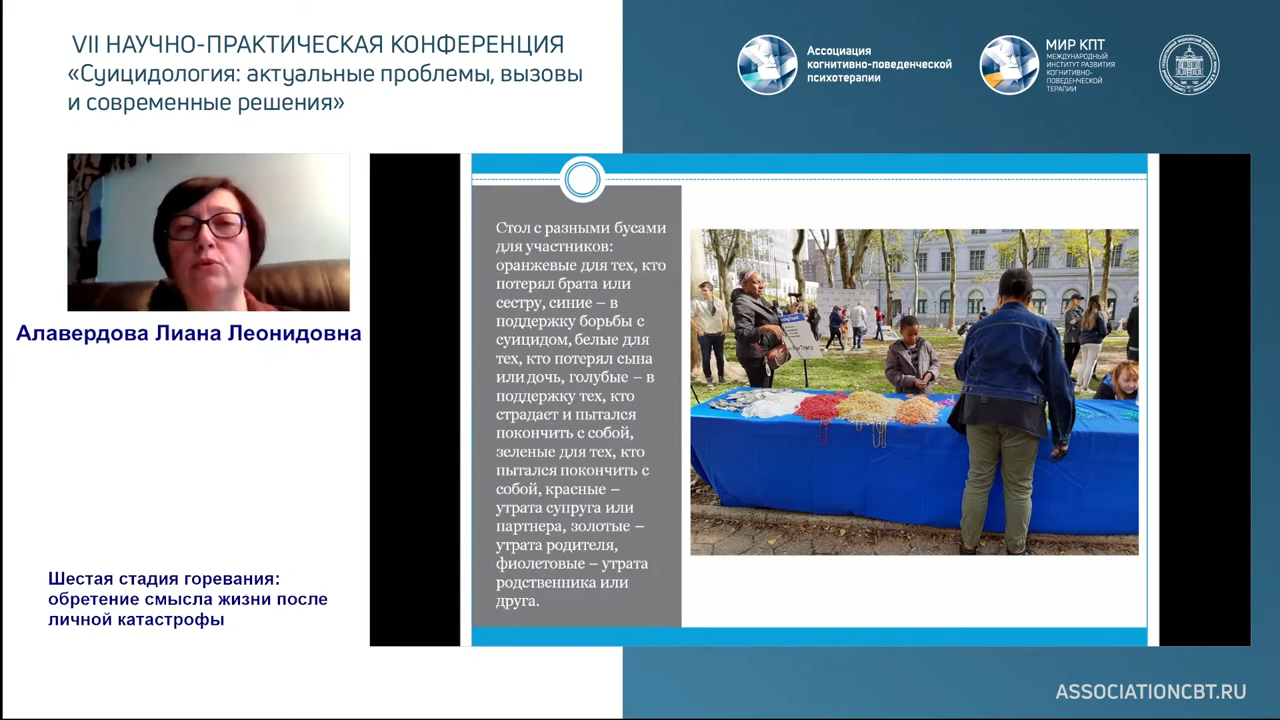 VII НАУЧНО-ПРАКТИЧЕСКАЯ КОНФЕРЕНЦИЯ
«Суицидология: актуальные проблемы, вызовы
и современные решения»
Ассоциация
когнитивно-поведенческой
психотерапии
МИР КПТ
МЕЖДУНАРОДНЫЙ
ИНСТИТУТ РАЗВИТИЯ
КОГНИТИВНО-
ПОВЕДЕНЧЕСКОЙ
ТЕРАПИИ
Алавердова Лиана Леонидовна
Стол с разными бусами
для участников:
оранжевые для тех, кто
потерял брата или
сестру, синие – в
поддержку борьбы с
суицидом, белые для
тех, кто потерял сына
или дочь, голубые – в
поддержку тех, кто
страдает и пытался
покончить с собой,
зеленые для тех, кто
пытался покончить с
собой, красные –
утрата супруга или
партнера, золотые –
утрата родителя,
фиолетовые – утрата
родственника или
друга.
Шестая стадия горевания:
обретение смысла жизни после
личной катастрофы
ASSOCIATIONCBT.RU